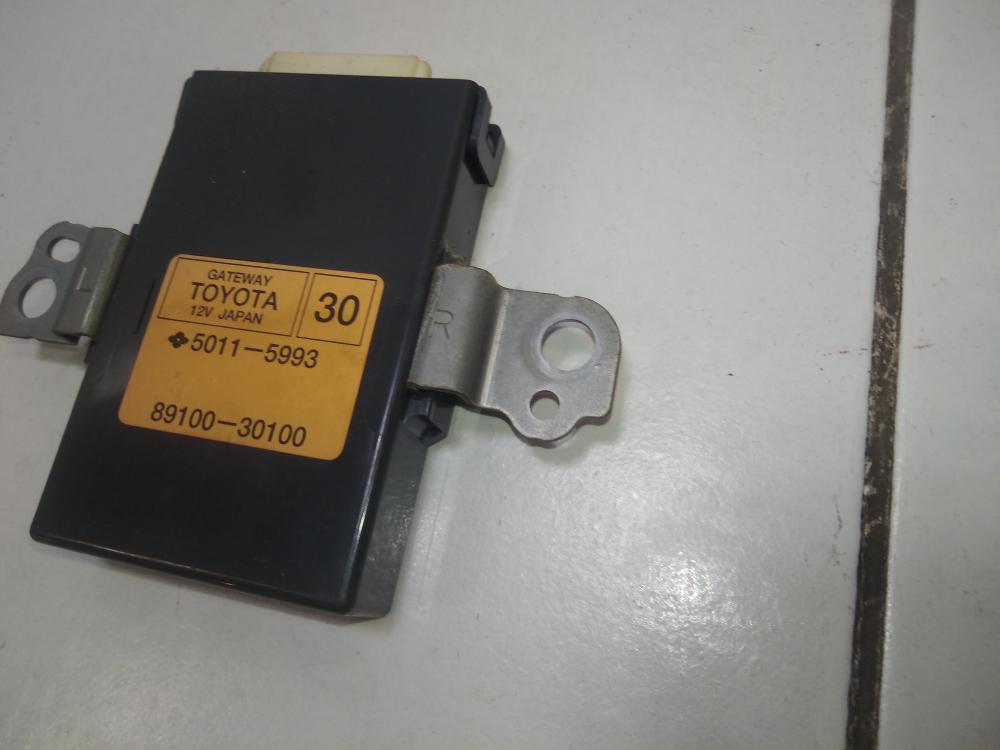 GATEWAY
TOYOTA
12V JAPAN
30
5011-5993
89100-30100
R
L